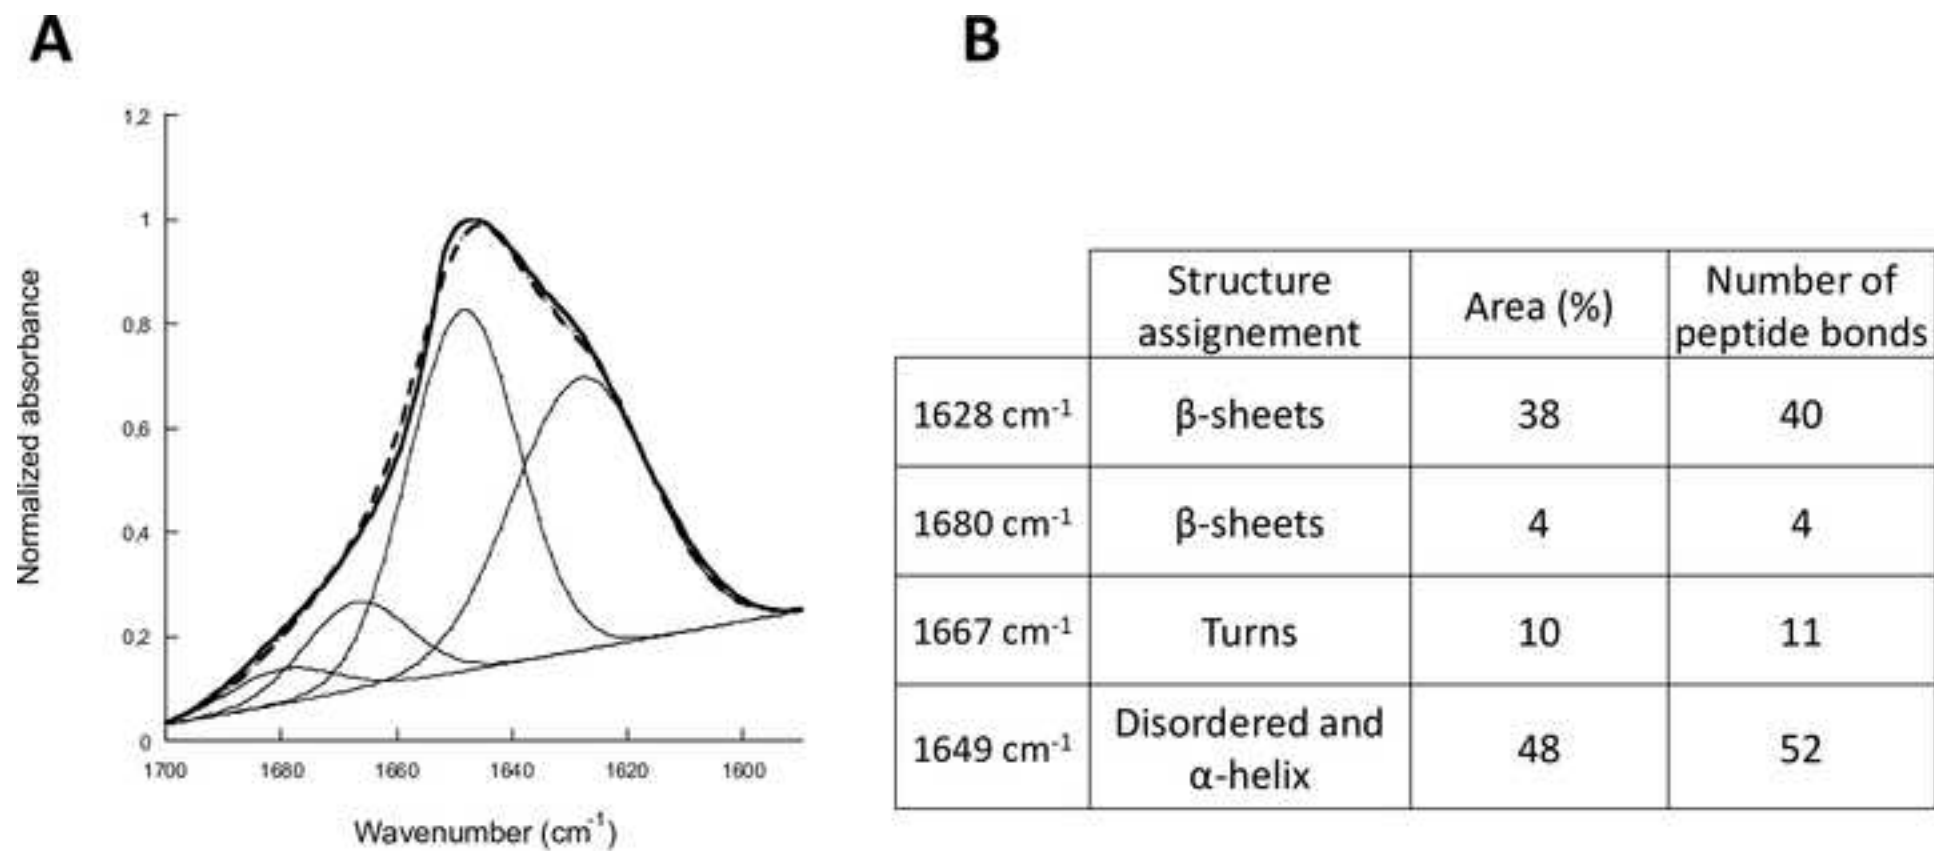 A
B
1,2
1
0,8
0,6
0,4
0,2
0
Normalized absorbance
1700 1680 1660 1640 1620 1600
Wavenumber (cm-1)
Structure assignement Area (%) Number of peptide bonds
1628 cm-1 β-sheets 38 40
1680 cm-1 β-sheets 4 4
1667 cm-1 Turns 10 11
1649 cm-1 Disordered and α-helix 48 52